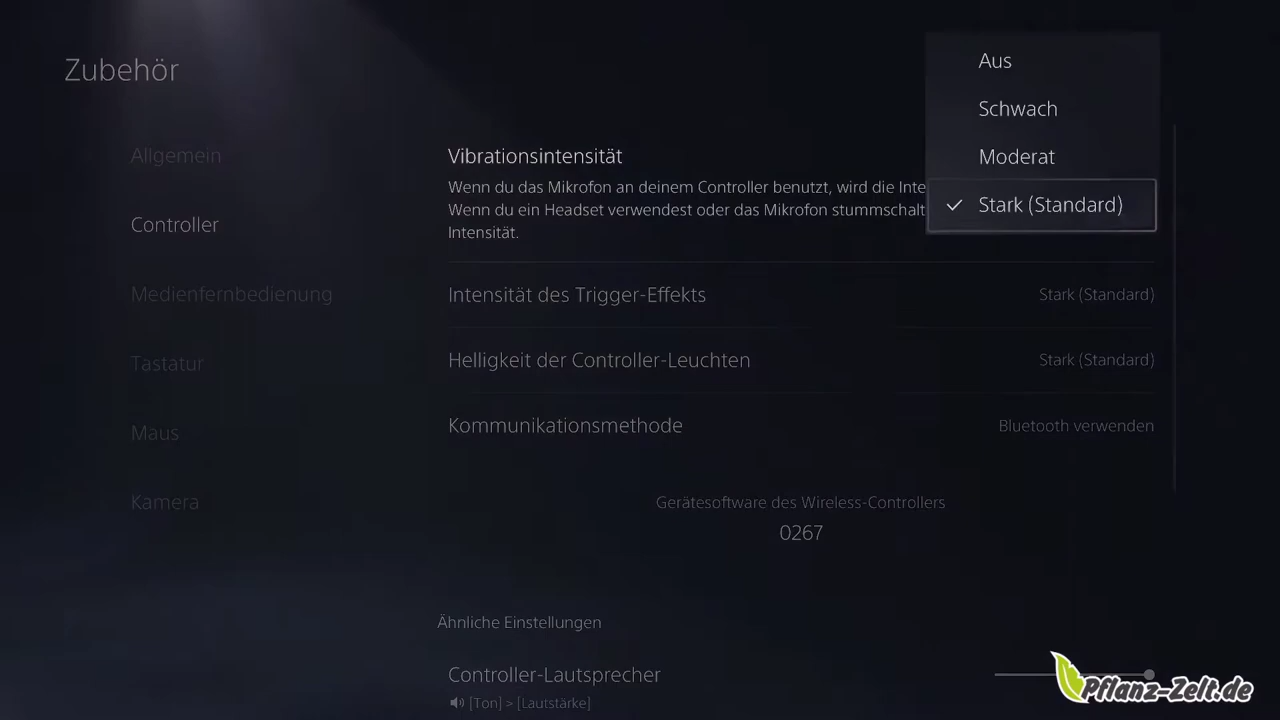 Zubehör
Aus
Schwach
Moderat
Stark (Standard)
Allgemein
Controller
Medienfernbedienung
Tastatur
Maus
Kamera
Vibrationsintensität
Wenn du das Mikrofon an deinem Controller benutzt, wird die Inte
Wenn du ein Headset verwendest oder das Mikrofon stummschalt
Intensität.
Intensität des Trigger-Effekts Stark (Standard)
Helligkeit der Controller-Leuchten Stark (Standard)
Kommunikationsmethode Bluetooth verwenden
Gerätesoftware des Wireless-Controllers
0267
Ähnliche Einstellungen
Controller-Lautsprecher
[Ton] > [Lautstärke]
Pflanz-Zelt.de